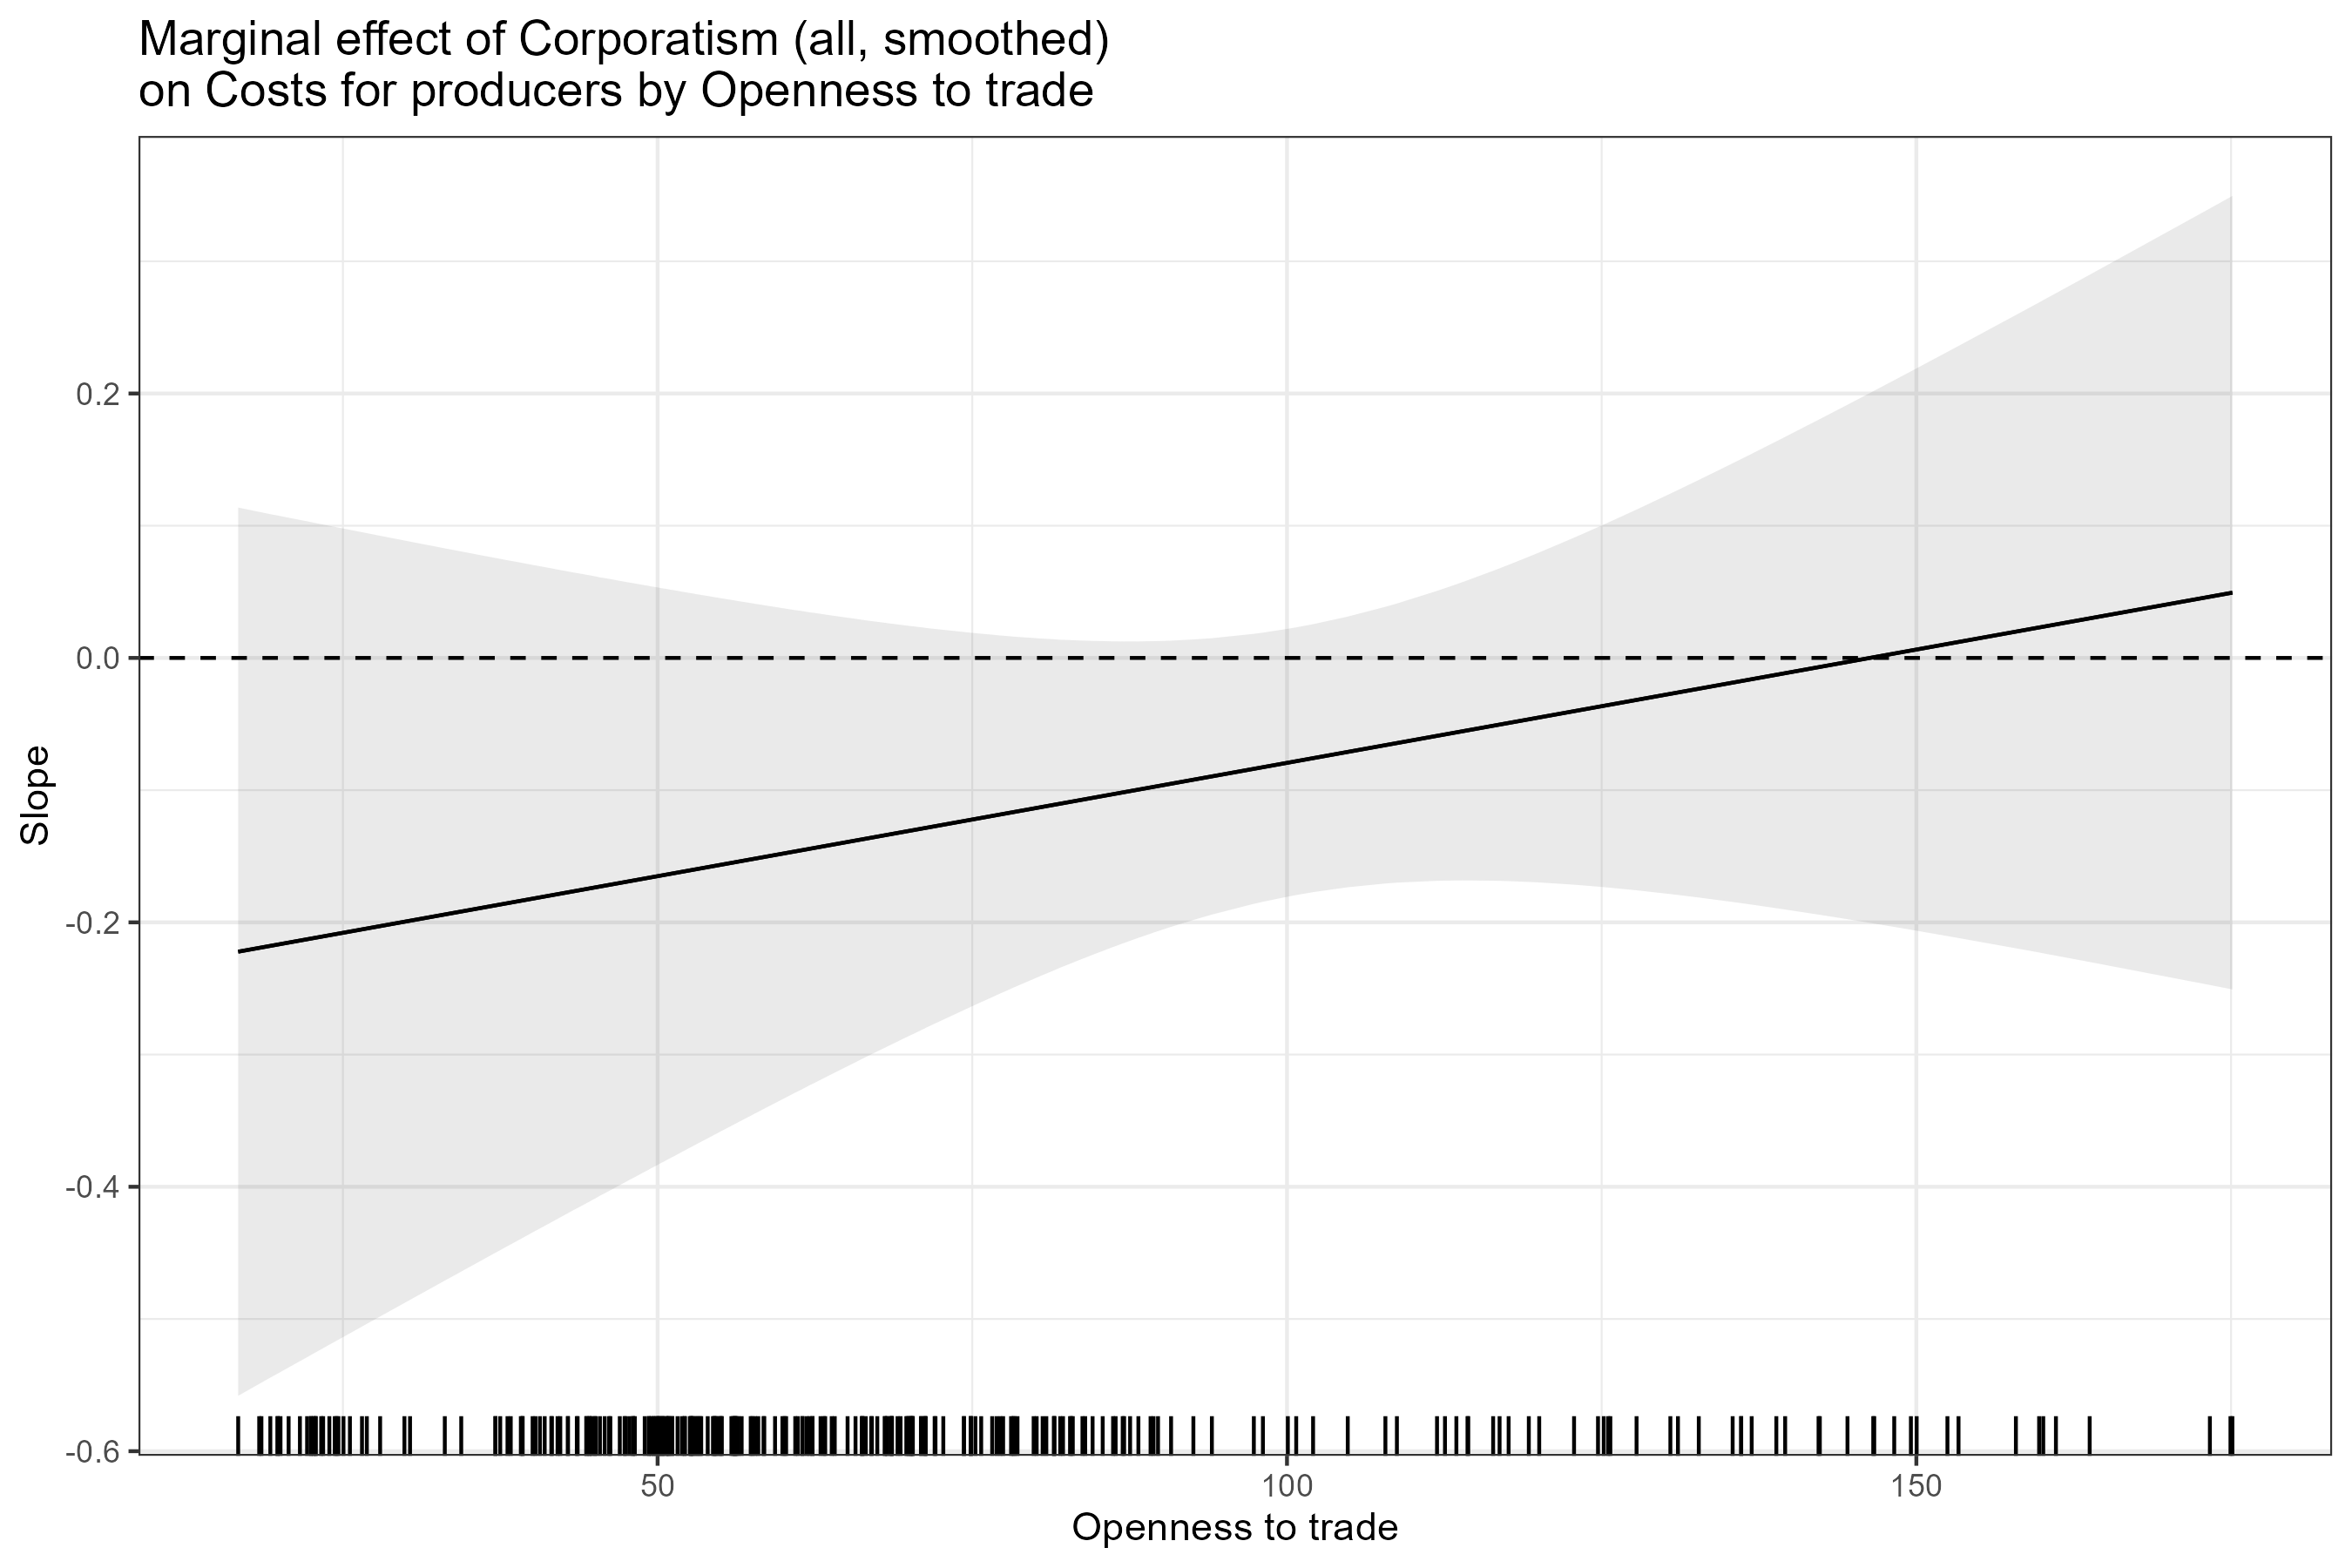 Marginal effect of Corporatism (all, smoothed)
on Costs for producers by Openness to trade
0.2
0.0
-0.2
-0.4
-0.6
Slope
50
100
150
Openness to trade